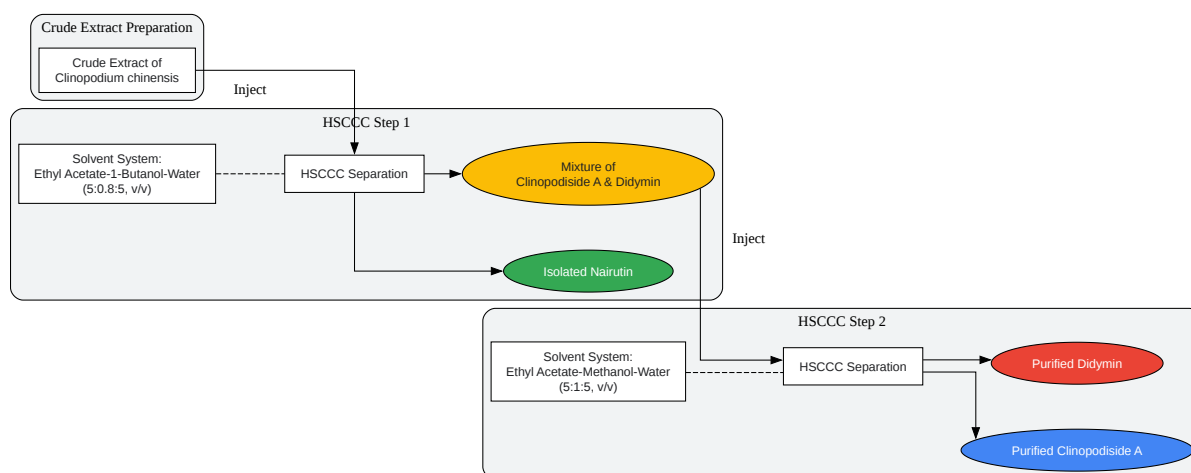 Crude Extract Preparation
Crude Extract of
Clinopodium chinensis
Inject
HSCCC Step 1
Solvent System:
Ethyl Acetate-1-Butanol-Water
(5:0.8:5, v/v)
HSCCC Separation
Mixture of
Clinopodiside A & Didymin
Isolated Nairutin
Inject
HSCCC Step 2
Solvent System:
Ethyl Acetate-Methanol-Water
(5:1:5, v/v)
HSCCC Separation
Purified Didymin
Purified Clinopodiside A